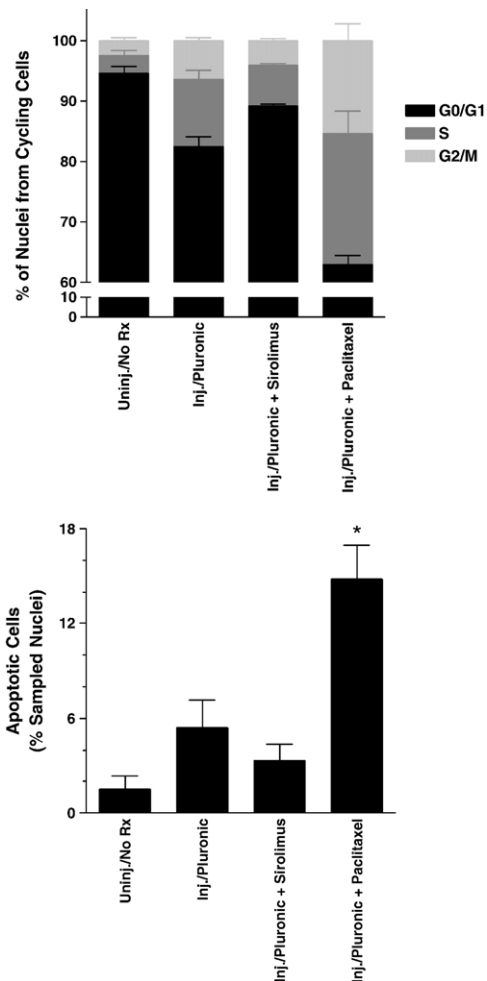 % of Nuclei from Cycling Cells
100
90
80
70
60
10
0
G0/G1
S
G2/M
Uninj./No Rx
Inj./Pluronic
Inj./Pluronic + Sirolimus
Inj./Pluronic + Paclitaxel
Apoptotic Cells
(% Sampled Nuclei)
18
12
6
0
*
Uninj./No Rx
Inj./Pluronic
Inj./Pluronic + Sirolimus
Inj./Pluronic + Paclitaxel